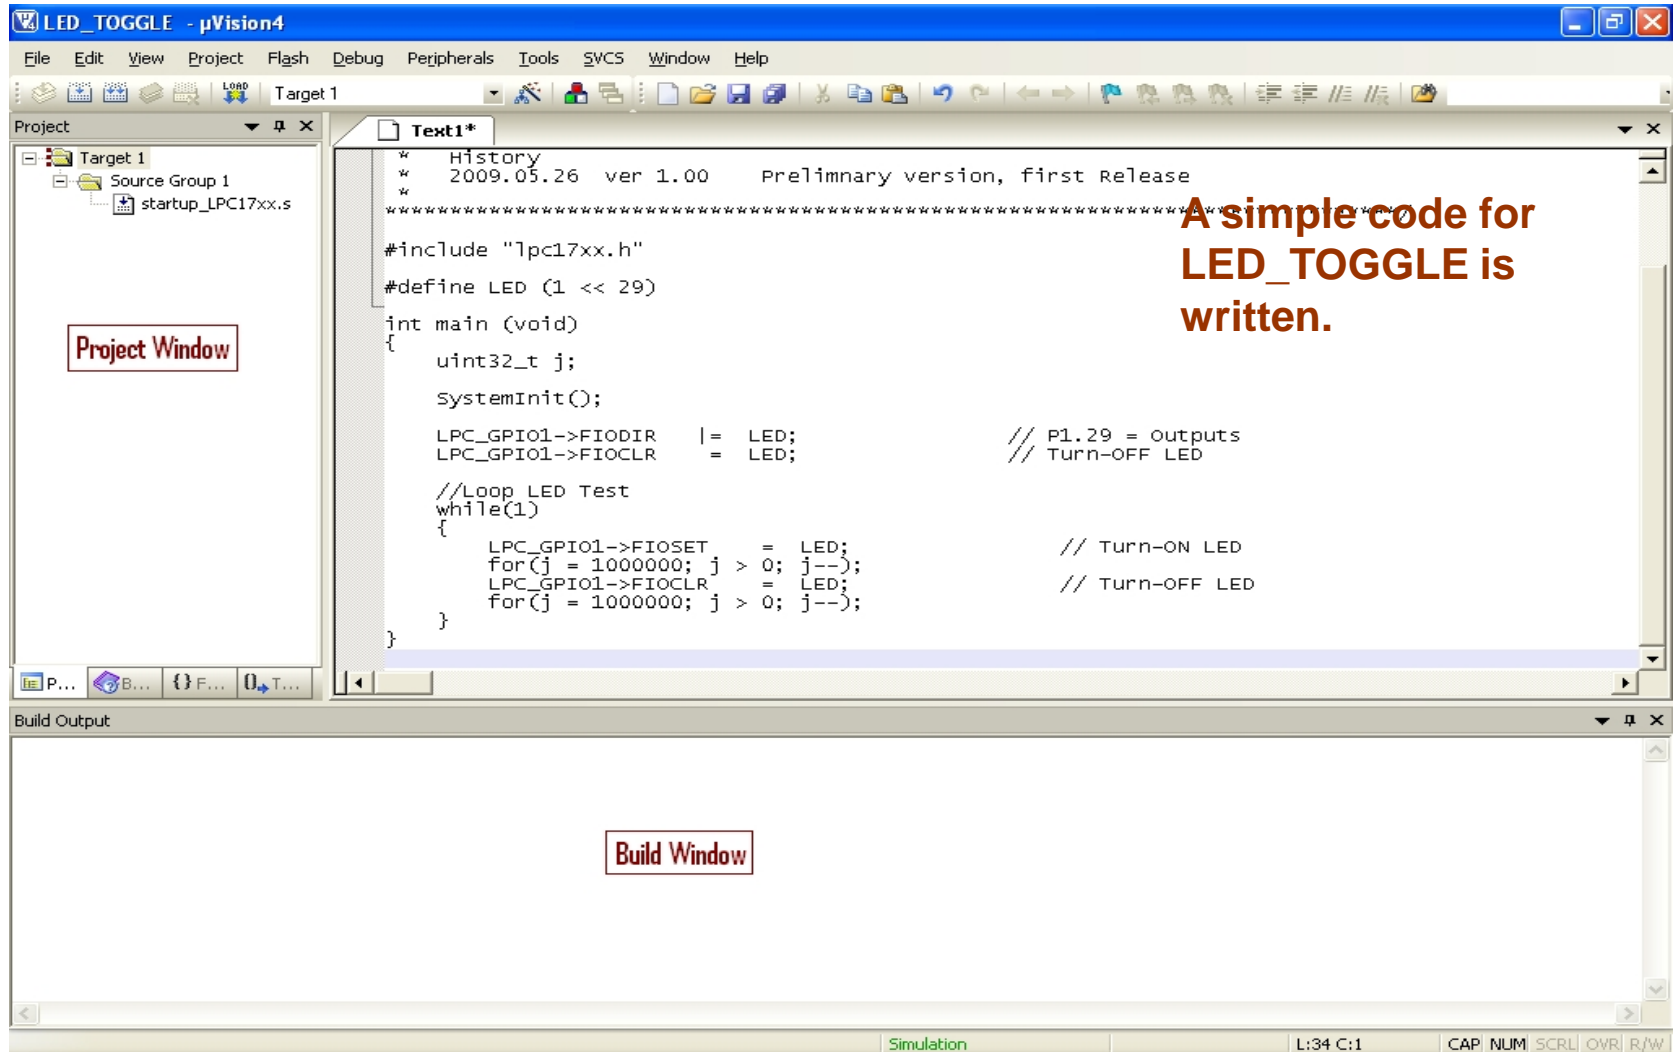 LED_TOGGLE - µVision4
File Edit View Project Flash Debug Peripherals Tools SVCS Window Help
LOAD Target 1
Project
Text1*
Target 1
Source Group 1
startup_LPC17xx.s
Project Window
* History
* 2009.05.26 ver 1.00 Prelimnary version, first Release
*
*******************************************************************************/
A simple code for
LED_TOGGLE is
written.
#include "lpc17xx.h"
#define LED (1 << 29)
int main (void)
{
uint32_t j;
SystemInit();
LPC_GPIO1->FIODIR |= LED; // P1.29 = Outputs
LPC_GPIO1->FIOCLR = LED; // Turn-OFF LED
//Loop LED Test
while(1)
{
LPC_GPIO1->FIOSET = LED; // Turn-ON LED
for(j = 1000000; j > 0; j--);
LPC_GPIO1->FIOCLR = LED; // Turn-OFF LED
for(j = 1000000; j > 0; j--);
}
}
P... B... {} F... 0 T...
Build Output
Build Window
Simulation L:34 C:1 CAP NUM SCRL OVR R/W